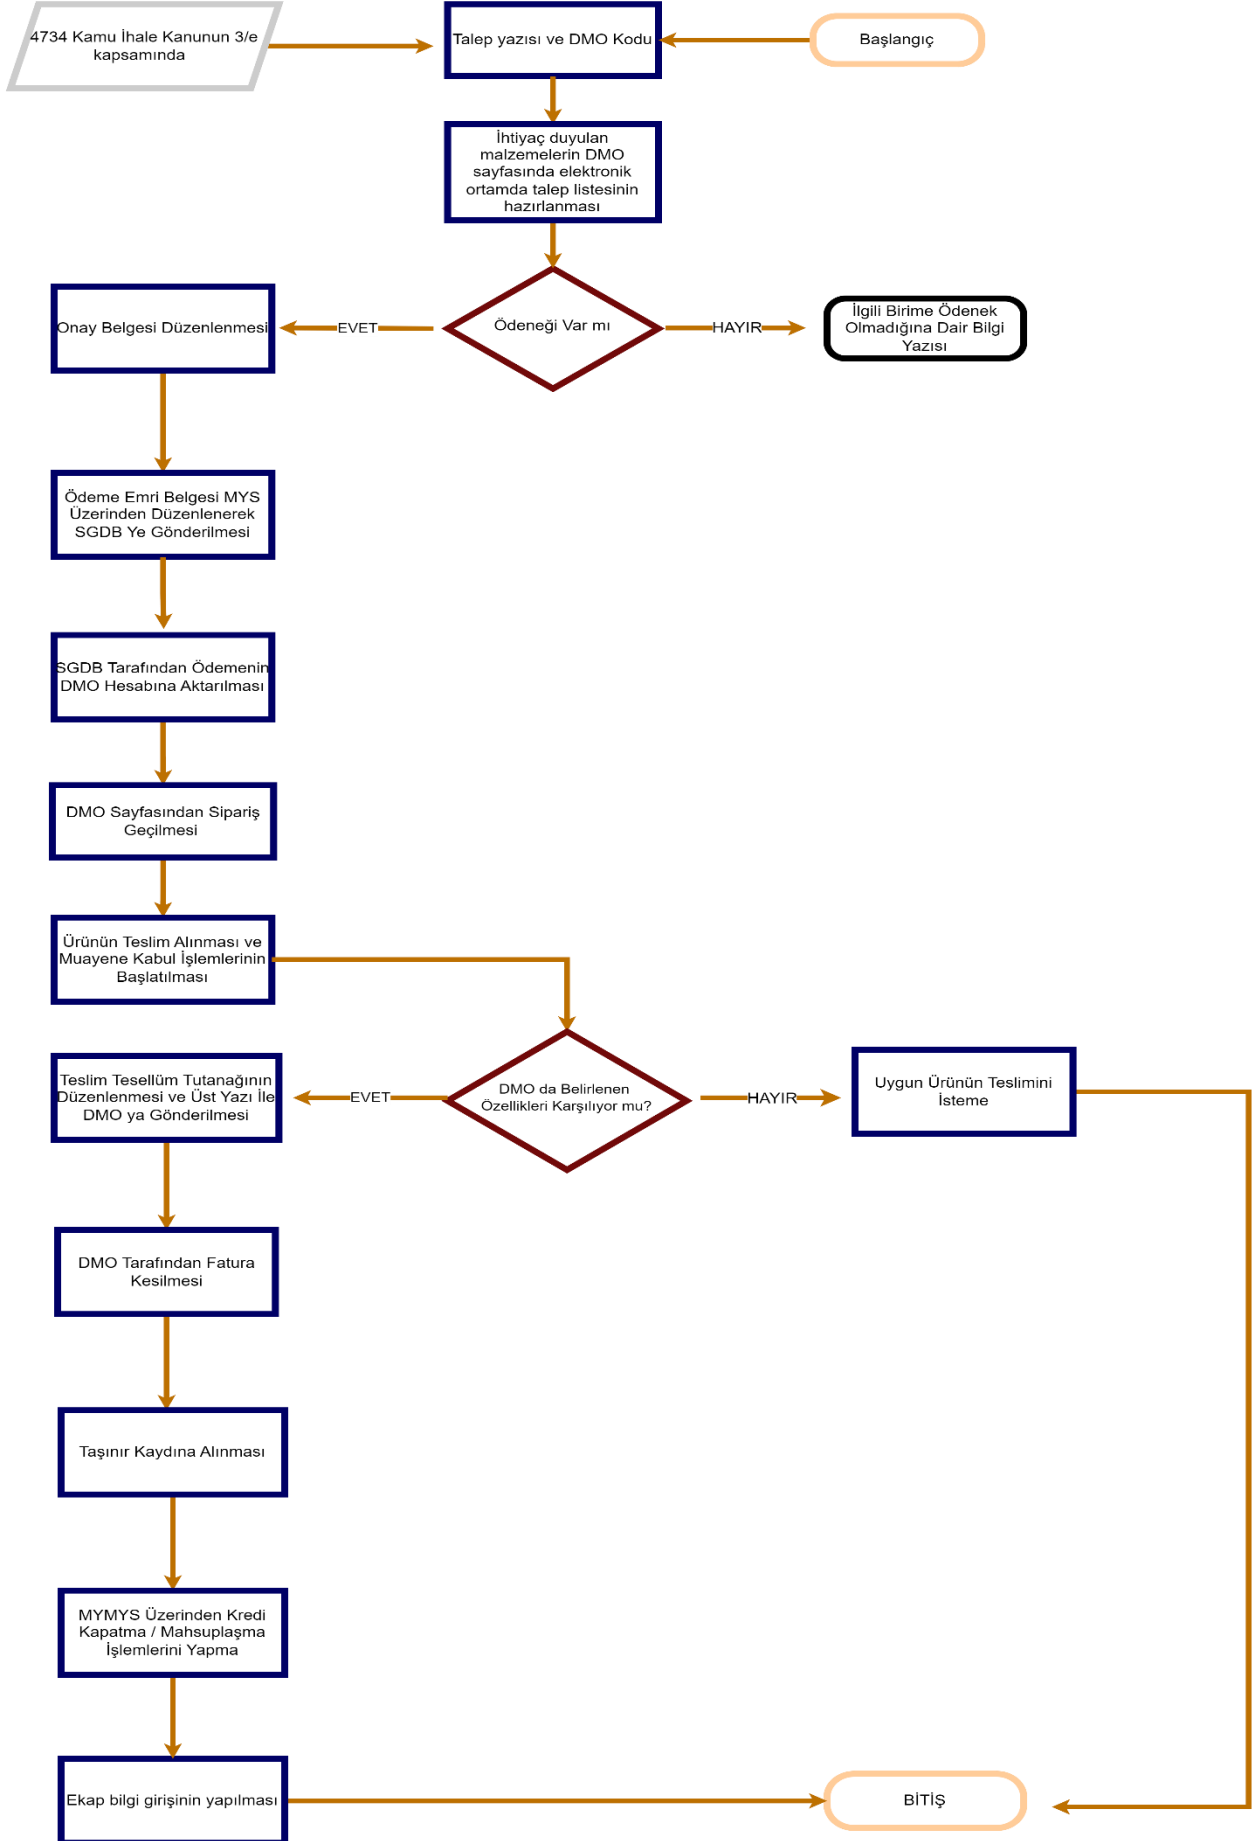 4734 Kamu İhale Kanunun 3/e
kapsamında
Talep yazısı ve DMO Kodu
Başlangıç
İhtiyaç duyulan
malzemelerin DMO
sayfasında elektronik
ortamda talep listesinin
hazırlanması
Onay Belgesi Düzenlenmesi
EVET
Ödeneği Var mı
HAYIR
İlgili Birime Ödenek
Olmadığına Dair Bilgi
Yazısı
Ödeme Emri Belgesi MYS
Üzerinden Düzenlenerek
SGDB Ye Gönderilmesi
SGDB Tarafından Ödemenin
DMO Hesabına Aktarılması
DMO Sayfasından Sipariş
Geçilmesi
Ürünün Teslim Alınması ve
Muayene Kabul İşlemlerinin
Başlatılması
Teslim Tesellüm Tutanağının
Düzenlenmesi ve Üst Yazı İle
DMO ya Gönderilmesi
EVET
DMO da Belirlenen
Özellikleri Karşılıyor mu?
HAYIR
Uygun Ürünün Teslimini
İsteme
DMO Tarafından Fatura
Kesilmesi
Taşınır Kaydına Alınması
MYMYS Üzerinden Kredi
Kapatma / Mahsuplaşma
İşlemlerini Yapma
Ekap bilgi girişinin yapılması
BİTİŞ